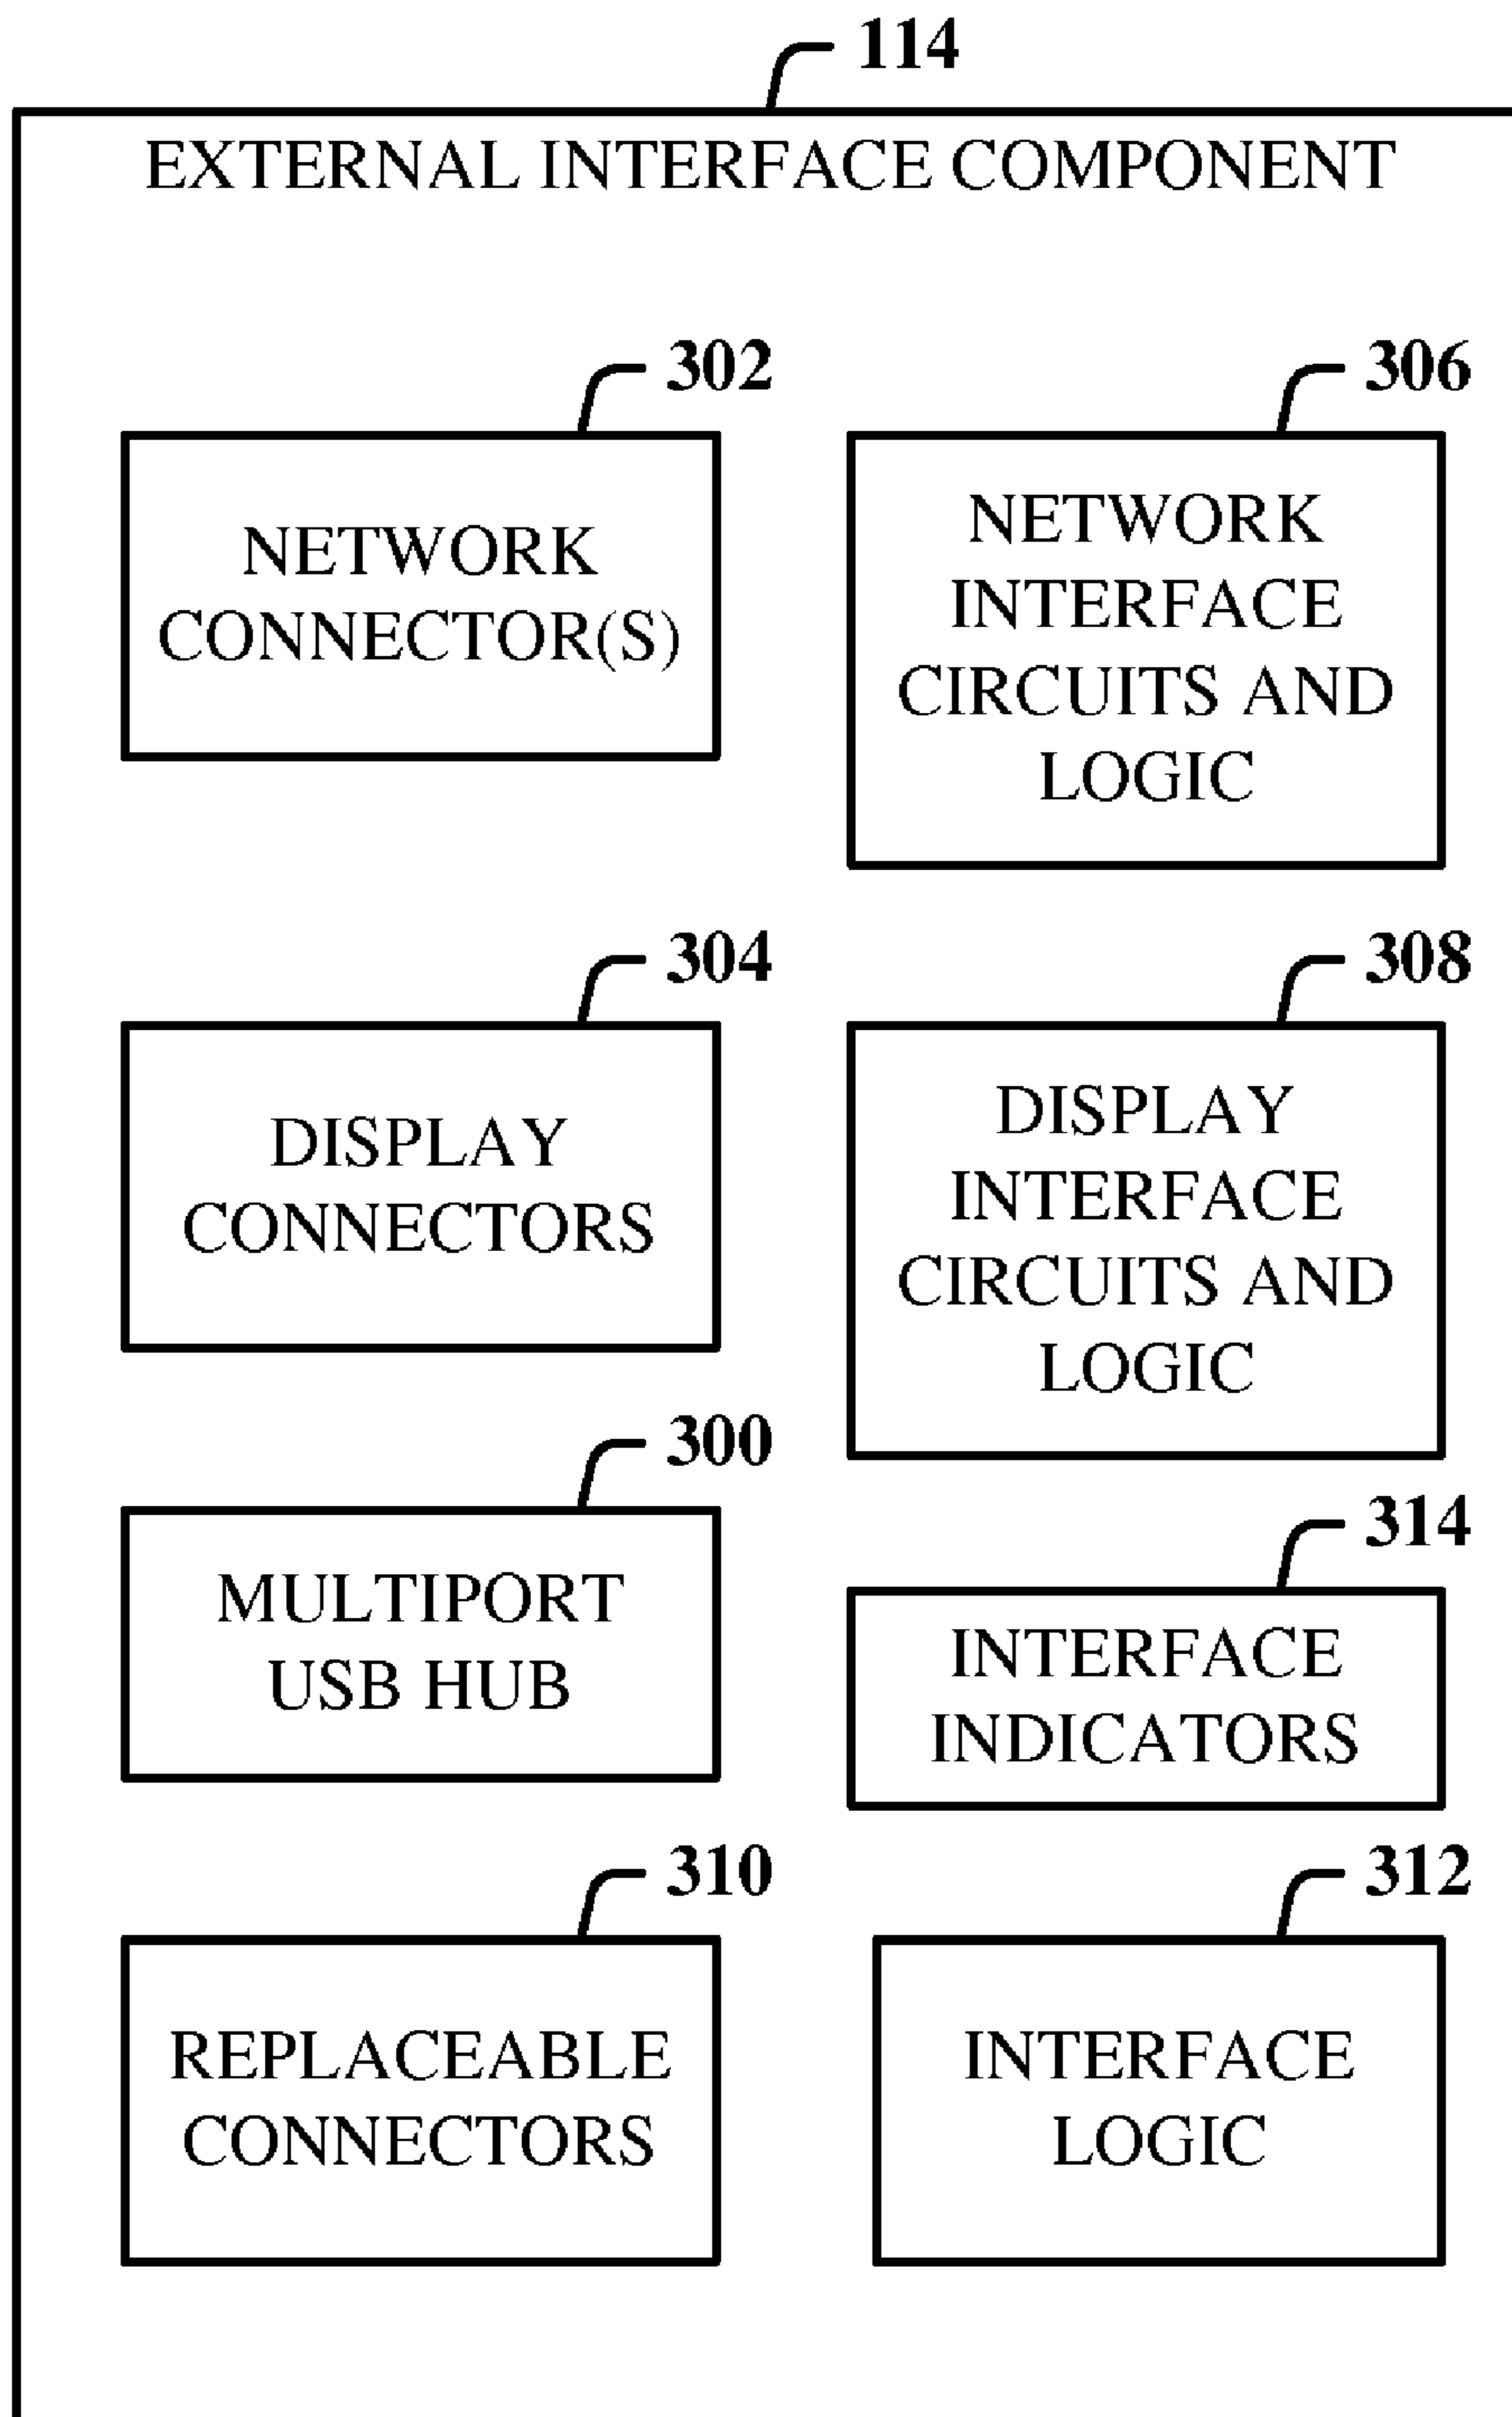 114
EXTERNAL INTERFACE COMPONENT
302
NETWORK
CONNECTOR(S)
306
NETWORK
INTERFACE
CIRCUITS AND
LOGIC
304
DISPLAY
CONNECTORS
308
DISPLAY
INTERFACE
CIRCUITS AND
LOGIC
300
MULTIPORT
USB HUB
314
INTERFACE
INDICATORS
310
REPLACEABLE
CONNECTORS
312
INTERFACE
LOGIC